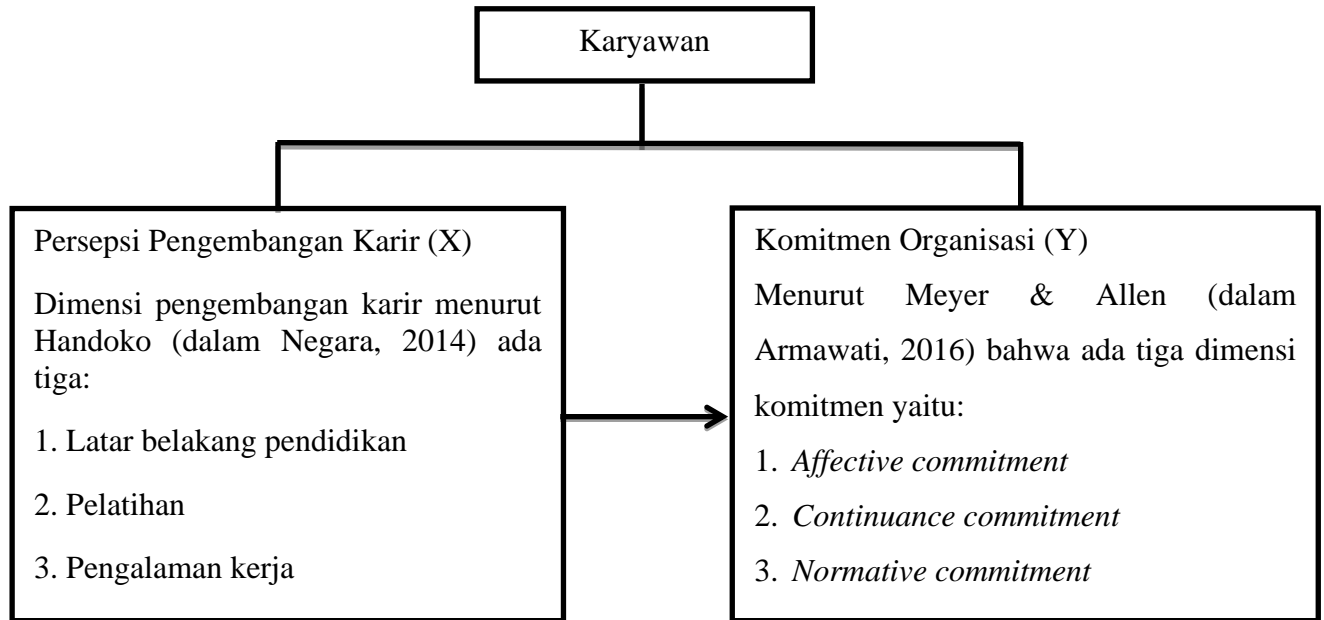 Karyawan
Persepsi Pengembangan Karir (X)
Dimensi pengembangan karir menurut
Handoko (dalam Negara, 2014) ada
tiga:
1. Latar belakang pendidikan
2. Pelatihan
3. Pengalaman kerja
Komitmen Organisasi (Y)
Menurut Meyer & Allen (dalam
Armawati, 2016) bahwa ada tiga dimensi
komitmen yaitu:
1. Affective commitment
2. Continuance commitment
3. Normative commitment